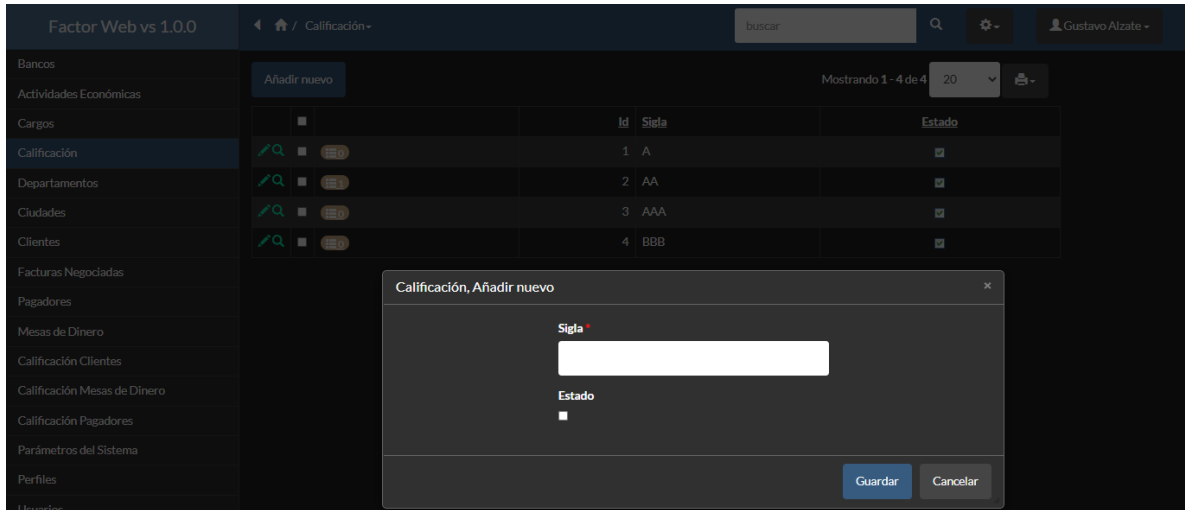 Factor Web vs 1.0.0
/ Calificación
buscar
Gustavo Alzate
Bancos
Actividades Económicas
Cargos
Calificación
Departamentos
Ciudades
Clientes
Facturas Negociadas
Pagadores
Mesas de Dinero
Calificación Clientes
Calificación Mesas de Dinero
Calificación Pagadores
Parámetros del Sistema
Perfiles
Usuarios
Añadir nuevo
Mostrando 1 - 4 de 4 20
Id Sigla Estado
0 1 A
1 2 AA
0 3 AAA
0 4 BBB
Calificación, Añadir nuevo ×
Sigla *
Estado
Guardar Cancelar